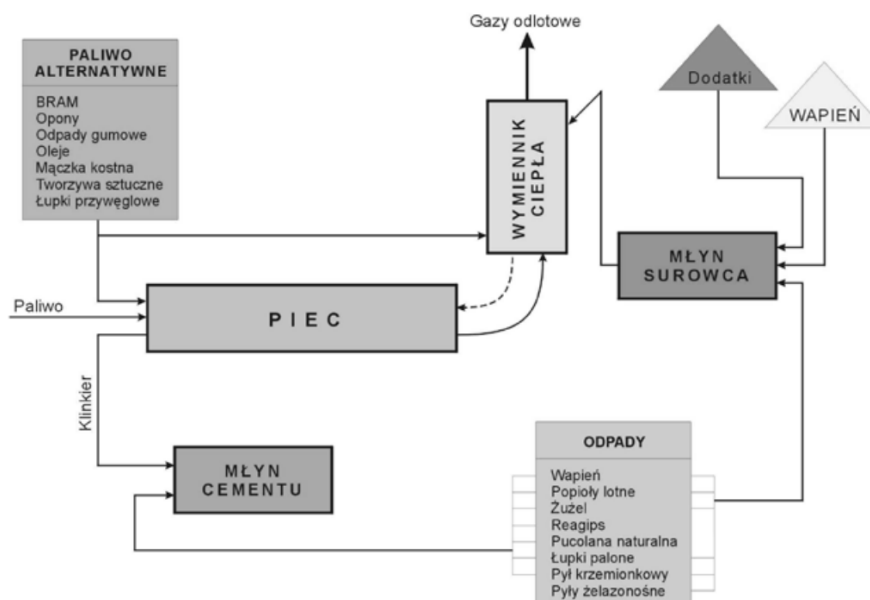 Gazy odlotowe
PALIWO
ALTERNATYWNE
BRAM
Opony
Odpady gumowe
Oleje
Mączka kostna
Tworzywa sztuczne
Łupki przywęglowe
WYMIENNIK
CIEPŁA
Dodatki
WAPIEŃ
MŁYN
SUROWCA
Paliwo
PIEC
Klinkier
MŁYN
CEMENTU
ODPADY
Wapień
Popioły lotne
Żużel
Reagips
Pucolana naturalna
Łupki palone
Pył krzemionkowy
Pyły żelazonośne